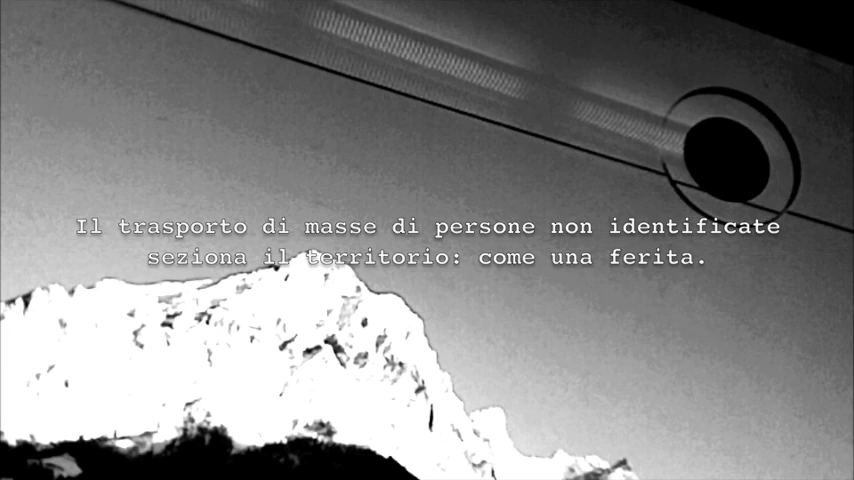 Il trasporto di masse di persone non identificate
seziona il territorio: come una ferita.